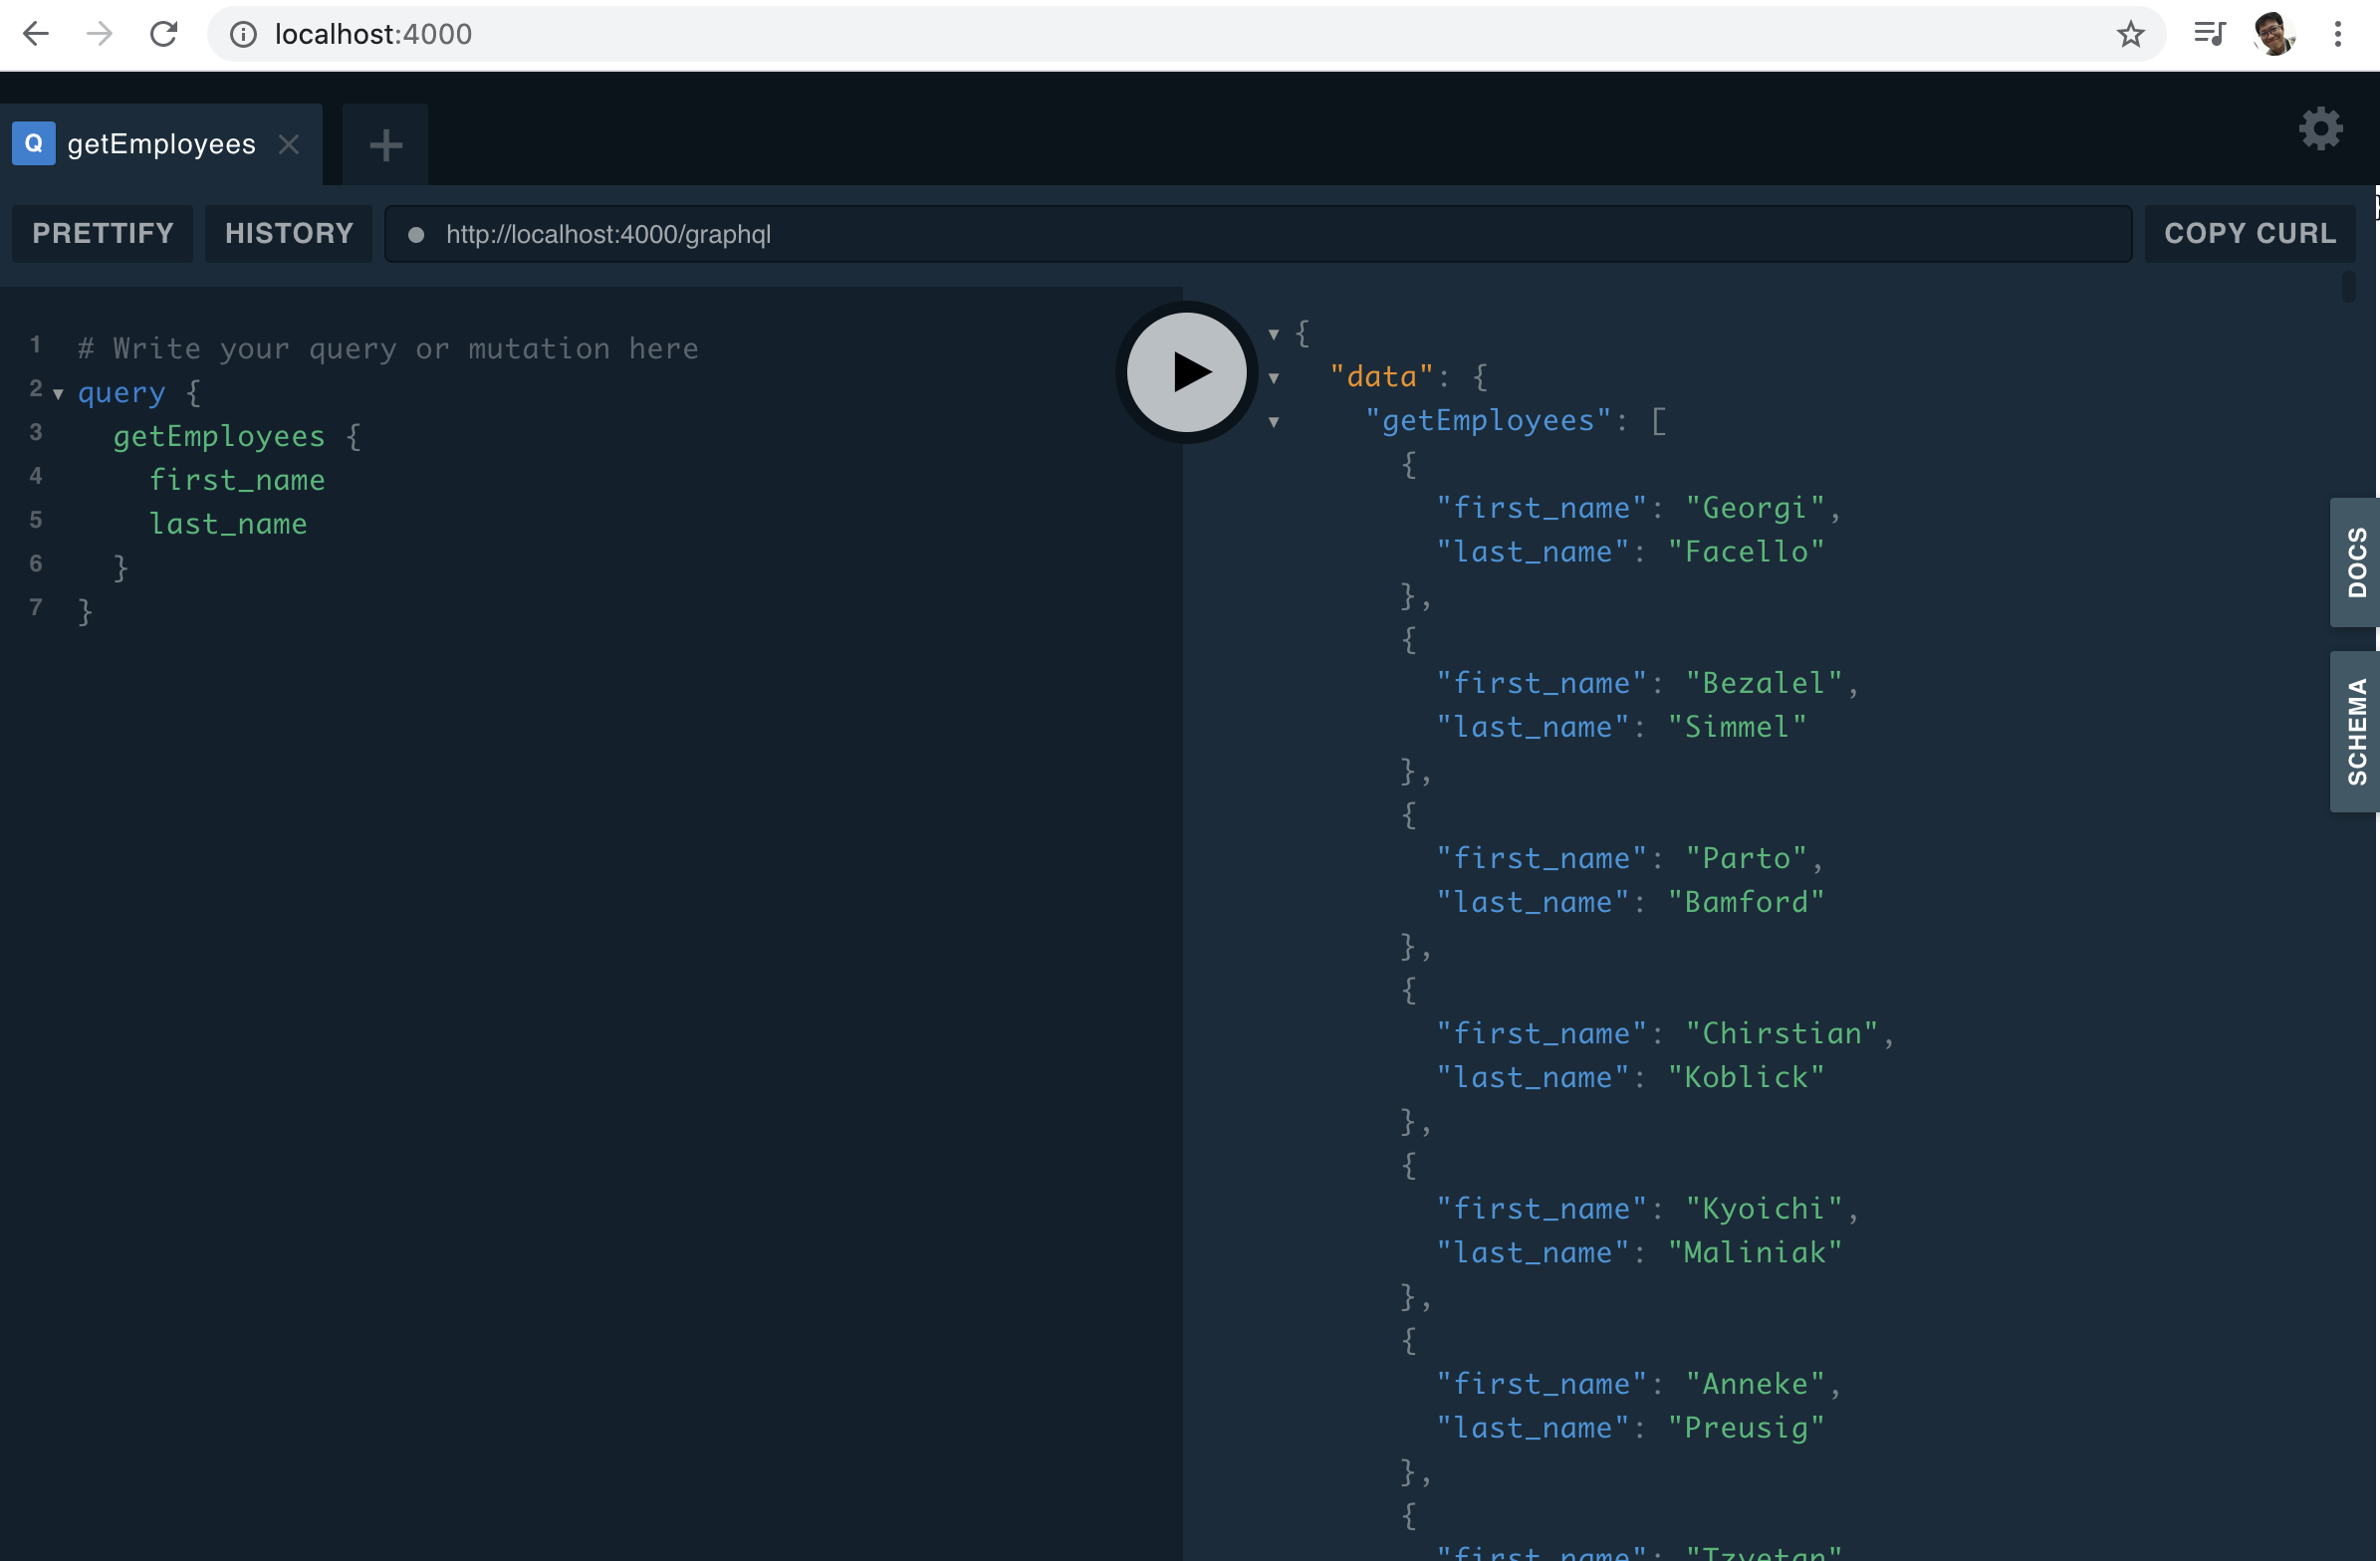 localhost:4000
Q getEmployees
PRETTIFY HISTORY http://localhost:4000/graphql COPY CURL
1 # Write your query or mutation here
2 query {
3 getEmployees {
4 first_name
5 last_name
6 }
7 }
{
"data": {
"getEmployees": [
{
"first_name": "Georgi",
"last_name": "Facello"
},
{
"first_name": "Bezalel",
"last_name": "Simmel"
},
{
"first_name": "Parto",
"last_name": "Bamford"
},
{
"first_name": "Chirstian",
"last_name": "Koblick"
},
{
"first_name": "Kyoichi",
"last_name": "Maliniak"
},
{
"first_name": "Anneke",
"last_name": "Preusig"
},
{
"first_name": "Tzvetan"
DOCS
SCHEMA